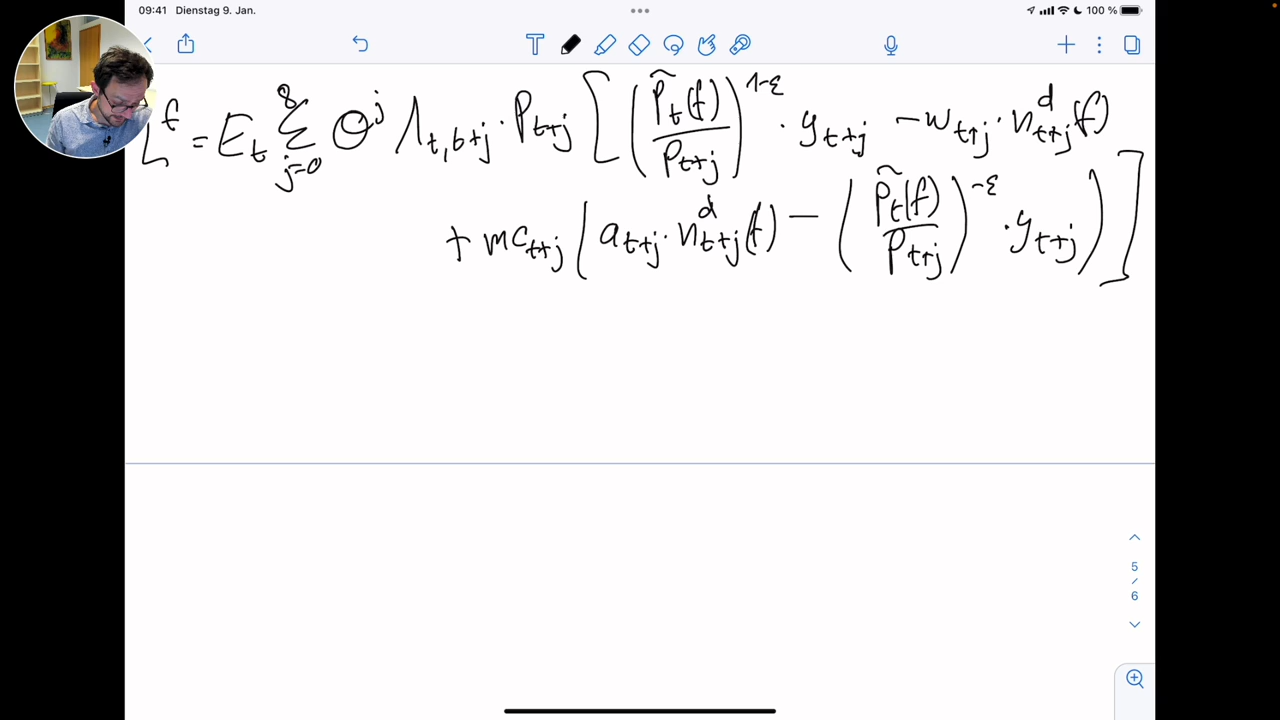 09:41 Dienstag 9. Jan.
100 %
T
L^f = E_t ∑_{j=0}^{∞} θ^j Λ_{t,t+j} · P_{t+j} [ ( P̃_t(f) / P_{t+j} )^{1-ε} · y_{t+j} - w_{t+j} · n^d_{t+j}(f)
+ mc_{t+j} ( a_{t+j} · n^d_{t+j}(f) - ( P̃_t(f) / P_{t+j} )^{-ε} · y_{t+j} ) ]
5
/
6